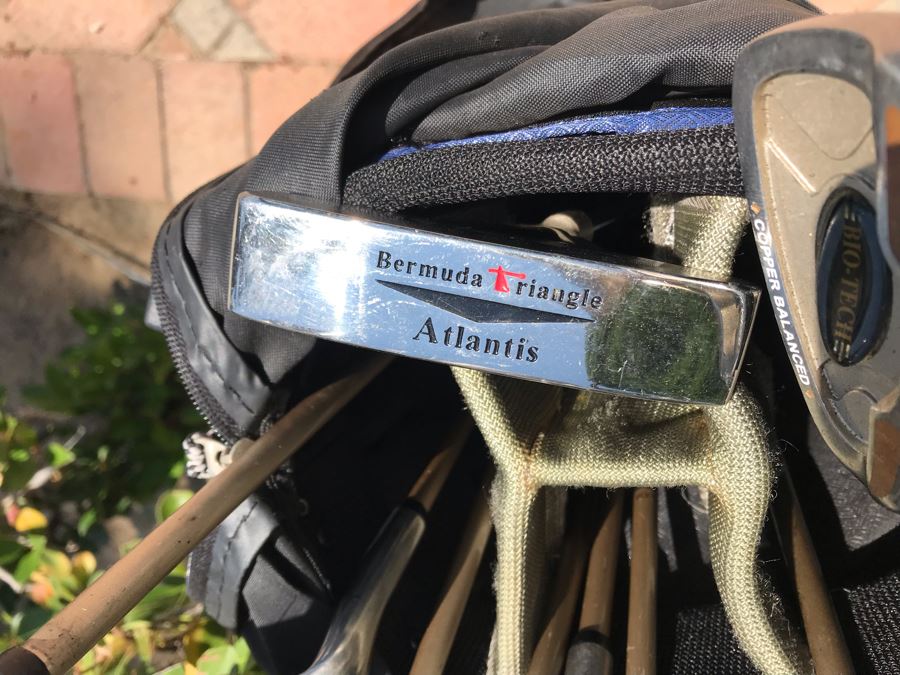 Bermuda Triangle
Atlantis
COPPER BALANCED
BIO-TECH